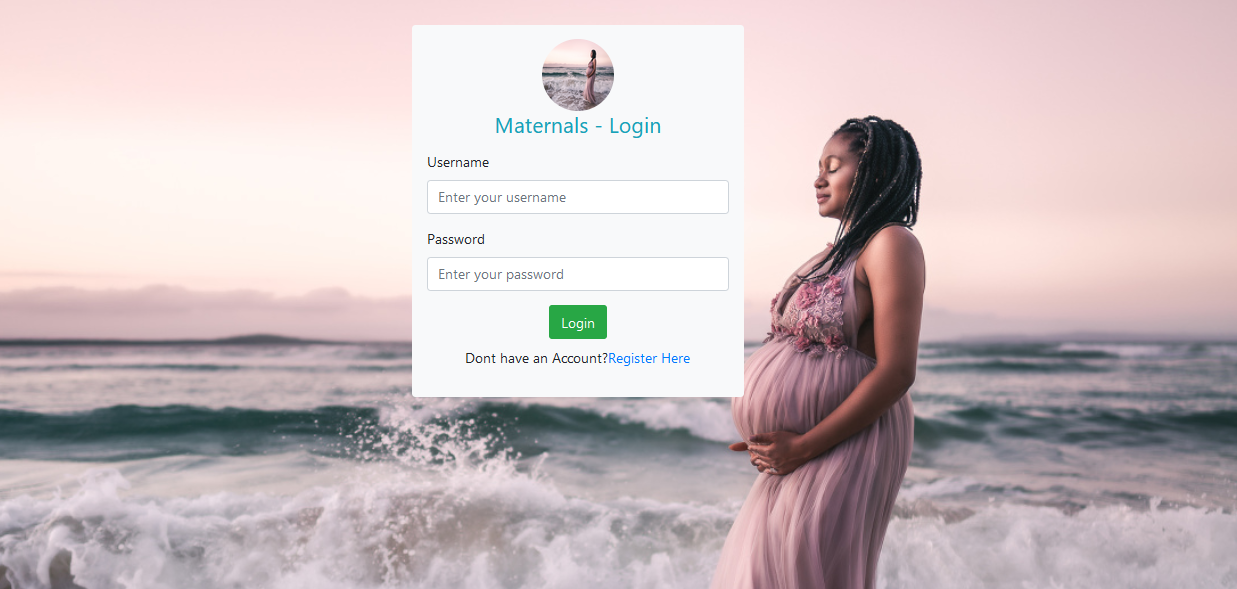 Maternals - Login
Username
Enter your username
Password
Enter your password
Login
Dont have an Account?Register Here